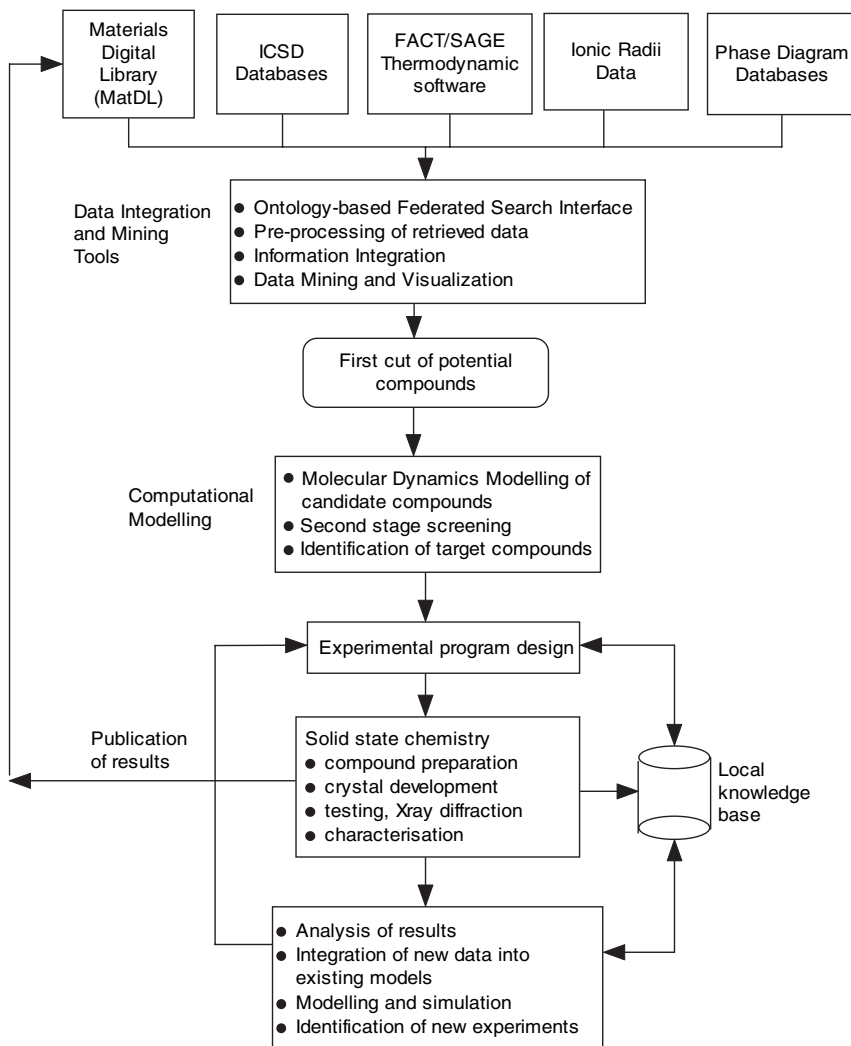 Materials
Digital
Library
(MatDL)
ICSD
Databases
FACT/SAGE
Thermodynamic
software
Ionic Radii
Data
Phase Diagram
Databases
Data Integration
and Mining
Tools
● Ontology-based Federated Search Interface
● Pre-processing of retrieved data
● Information Integration
● Data Mining and Visualization
First cut of potential
compounds
Computational
Modelling
● Molecular Dynamics Modelling of
candidate compounds
● Second stage screening
● Identification of target compounds
Experimental program design
Publication
of results
Solid state chemistry
● compound preparation
● crystal development
● testing, Xray diffraction
● characterisation
Local
knowledge
base
● Analysis of results
● Integration of new data into
existing models
● Modelling and simulation
● Identification of new experiments